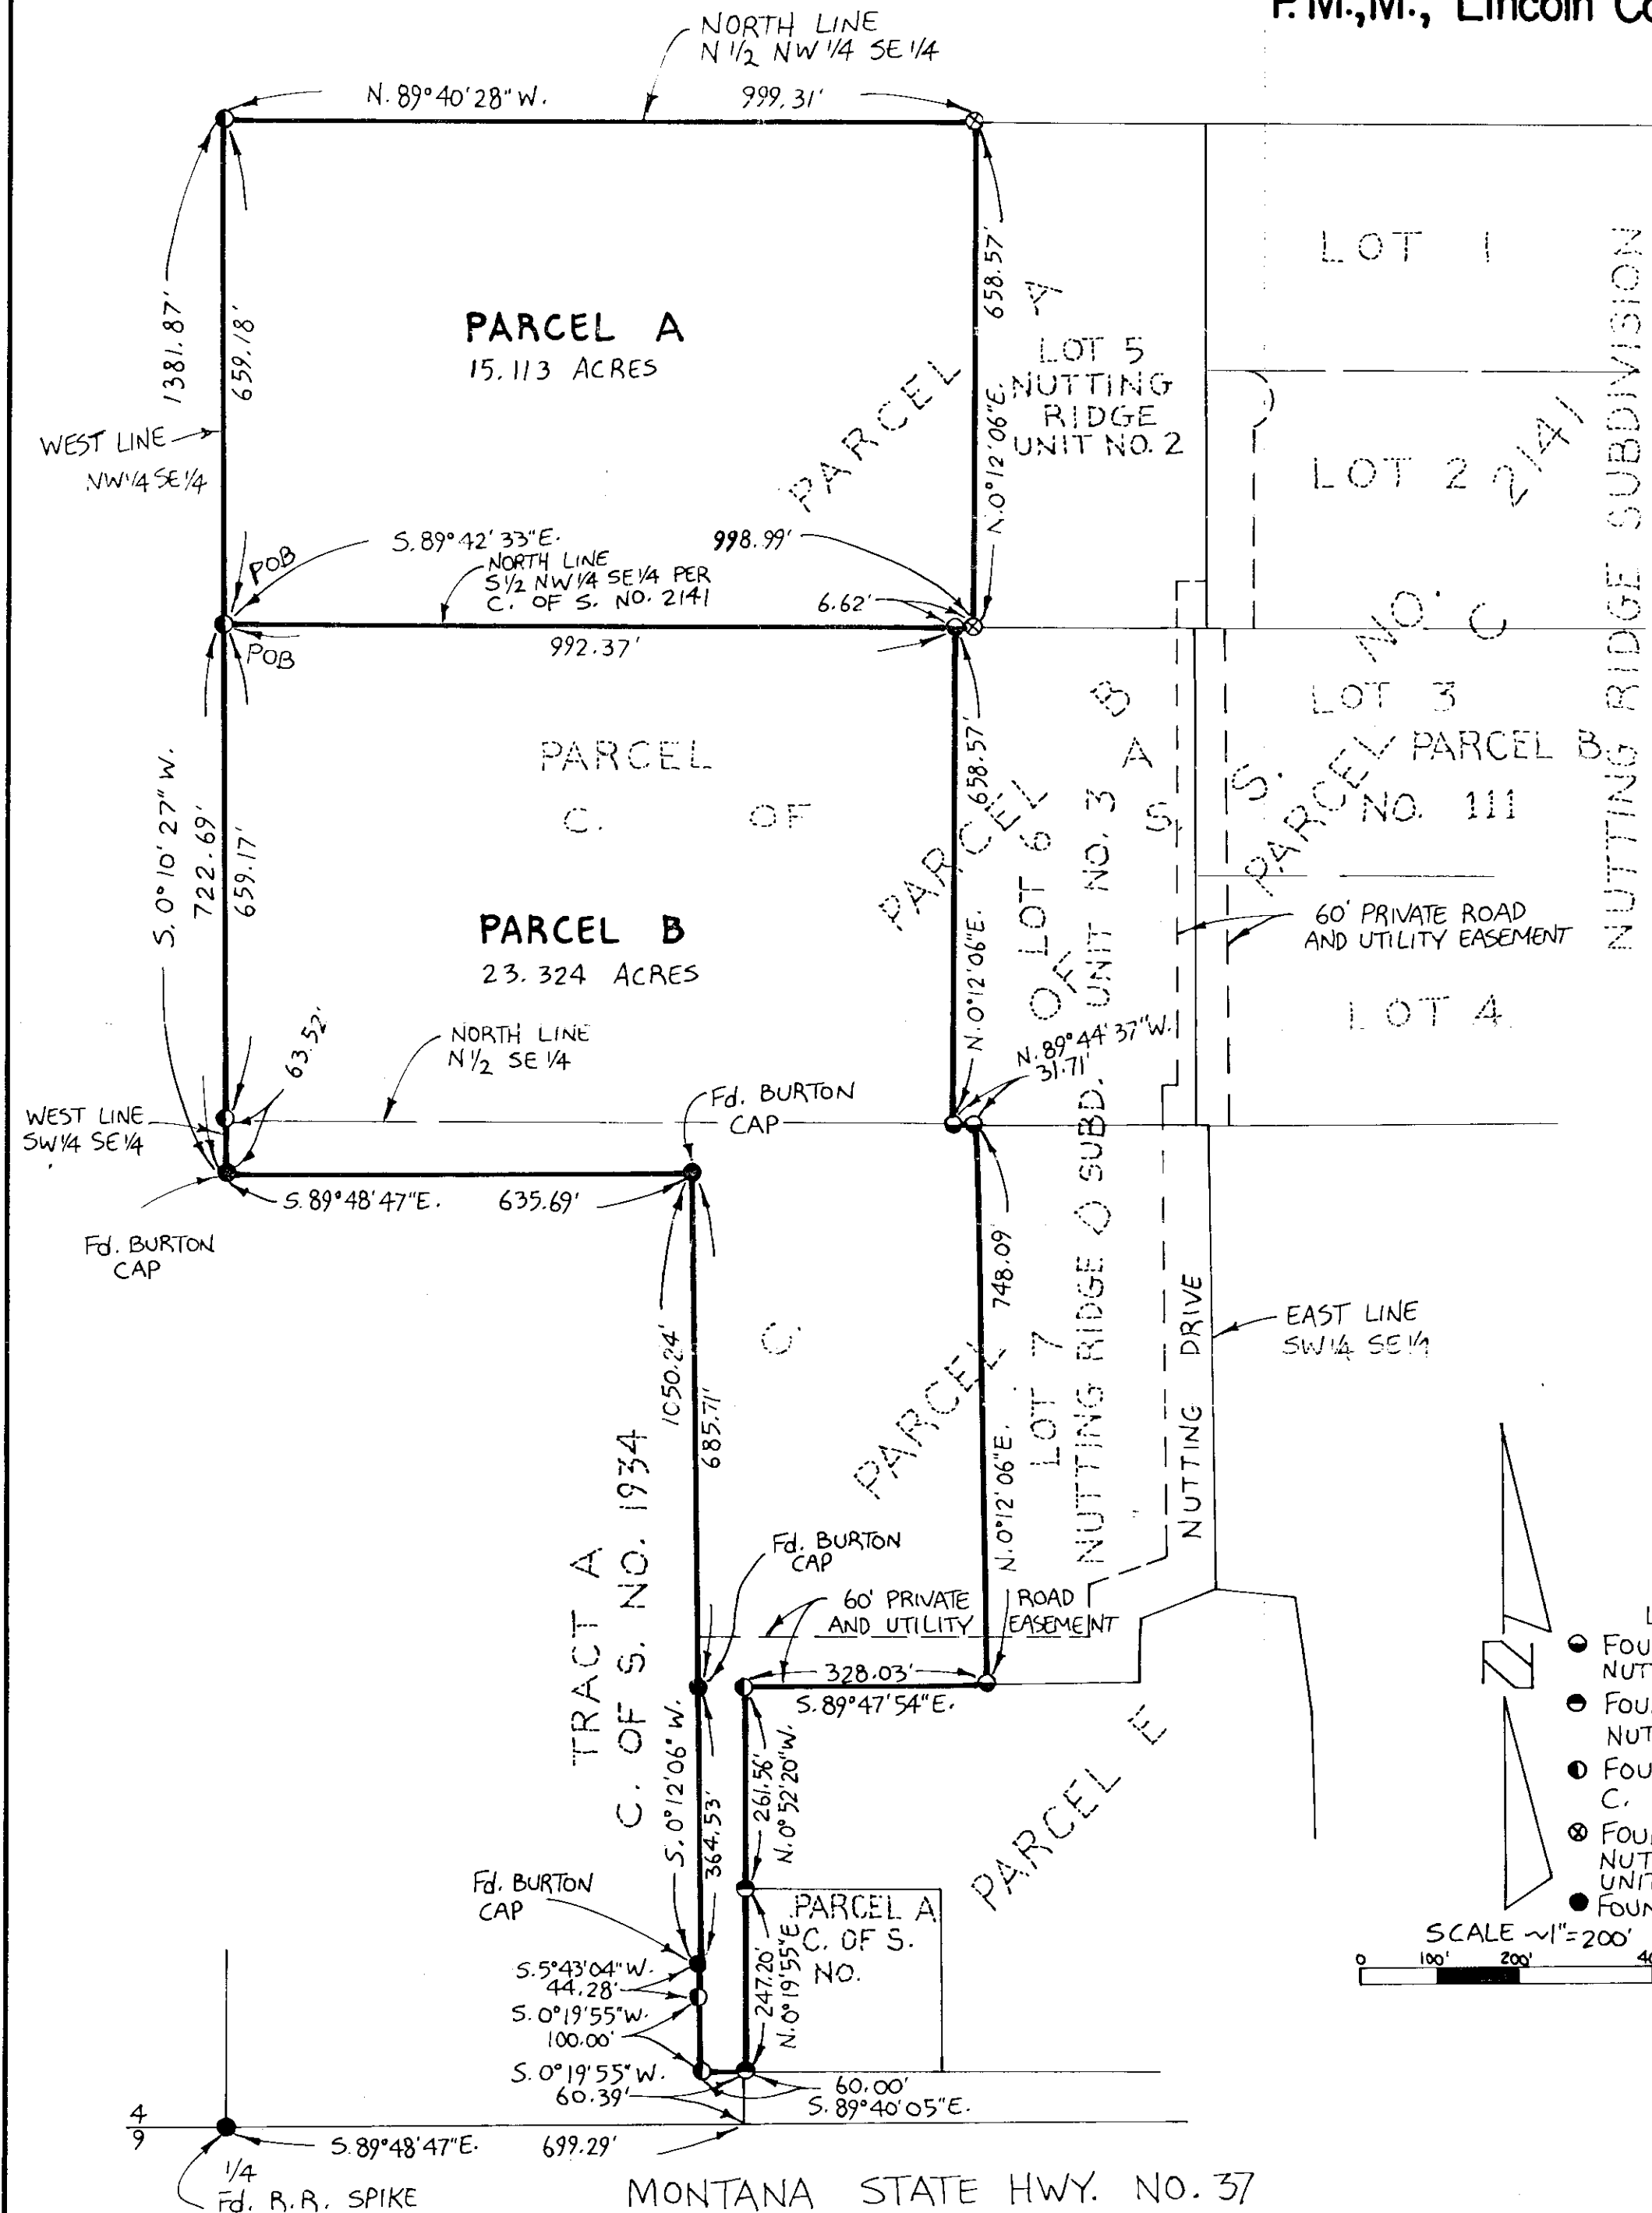 P.M.,M., Lincoln Co
NORTH LINE
N 1/2 NW 1/4 SE 1/4
N. 89°40'28" W. 999.31'
1381.87'
659.18'
PARCEL A
15.113 ACRES
658.57'
N.0°12'06"E.
WEST LINE
NW 1/4 SE 1/4
PARCEL A
LOT 5
NUTTING
RIDGE
UNIT NO. 2
LOT 1
LOT 2
NUTTING RIDGE SUBDIVISION
S. 89°42'33"E. 998.99'
POB
NORTH LINE
S 1/2 NW 1/4 SE 1/4 PER
C. OF S. NO. 2141
6.62'
992.37'
POB
PARCEL C. OF S. NO. 2141
PARCEL
C. OF
S.
S. 0°10'27" W.
722.69'
659.17'
658.57'
N.0°12'06"E.
PARCEL B
A
LOT 6
OF
UNIT NO. 3
LOT 3
PARCEL B
NO. 111
60' PRIVATE ROAD
AND UTILITY EASEMENT
LOT 4
PARCEL B
23.324 ACRES
63.52'
NORTH LINE
N 1/2 SE 1/4
WEST LINE
SW 1/4 SE 1/4
Fd. BURTON
CAP
N. 89°44'37"W.
31.71'
S. 89°48'47"E. 635.69'
Fd. BURTON
CAP
1050.24'
685.71'
748.09
N.0°12'06"E.
C.
PARCEL D
LOT 7
NUTTING RIDGE SUBD.
NUTTING DRIVE
EAST LINE
SW 1/4 SE 1/4
TRACT A
C. OF S. NO. 1934
Fd. BURTON
CAP
60' PRIVATE ROAD
AND UTILITY EASEMENT
328.03'
S. 89°47'54"E.
S. 0°12'06" W.
364.53'
261.56'
N. 0°52'20"W.
PARCEL E
Fd. BURTON
CAP
PARCEL A
C. OF S.
NO.
247.20'
N. 0°19'55"E.
S. 5°43'04" W.
44.28'
S. 0°19'55" W.
100.00'
S. 0°19'55" W.
60.39'
60.00'
S. 89°40'05"E.
4
9
S. 89°48'47"E. 699.29'
1/4
Fd. R.R. SPIKE
MONTANA STATE HWY. NO. 37
N
L
FOU
NUT
FOU
NUT
FOU
C.
FOU
NUT
UNIT
FOUN
SCALE ~1"=200'
0 100' 200' 40